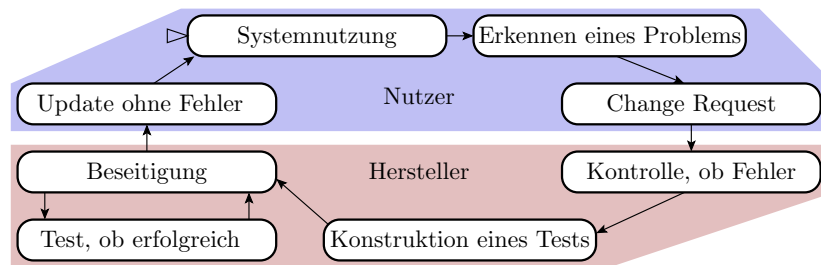 Systemnutzung
Erkennen eines Problems
Update ohne Fehler
Nutzer
Change Request
Beseitigung
Hersteller
Kontrolle, ob Fehler
Test, ob erfolgreich
Konstruktion eines Tests